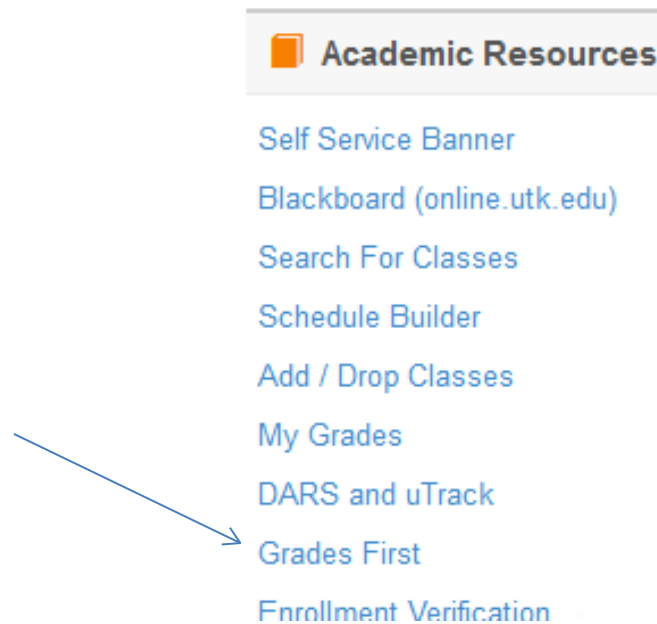 Academic Resources
Self Service Banner
Blackboard (online.utk.edu)
Search For Classes
Schedule Builder
Add / Drop Classes
My Grades
DARS and uTrack
Grades First
Enrollment Verification